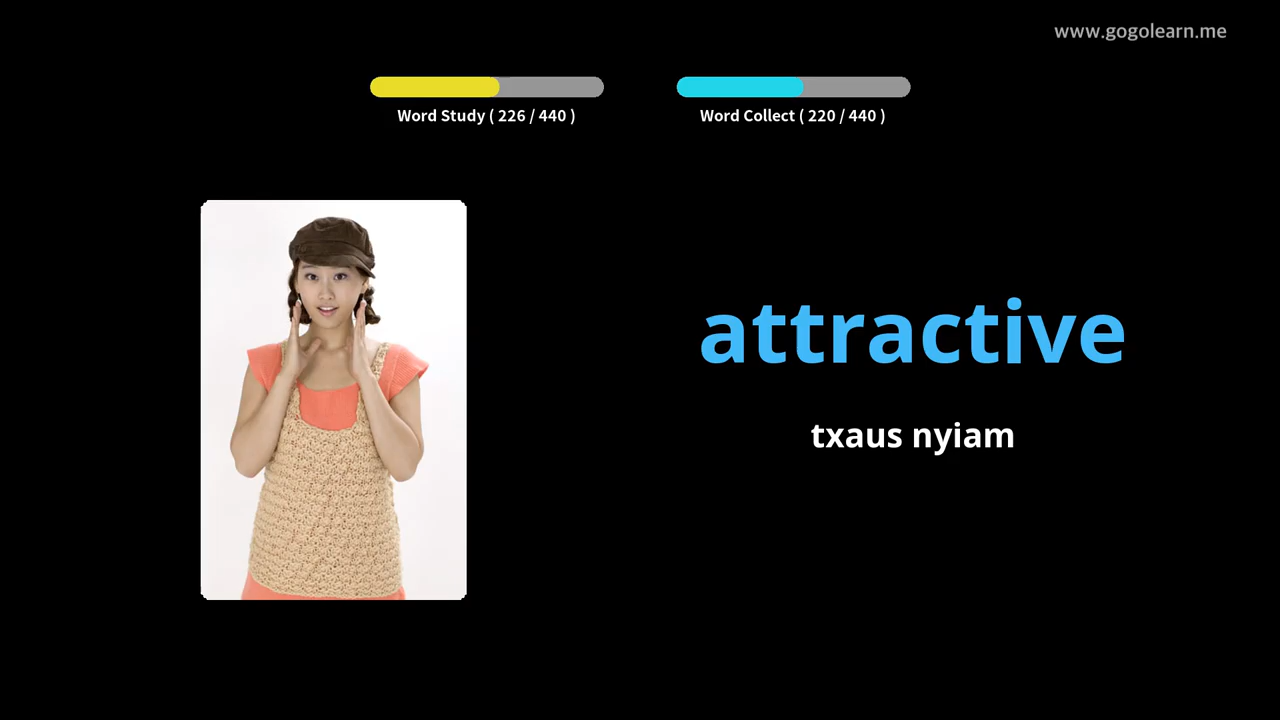 www.gogolearn.me
Word Study ( 226 / 440 )
Word Collect ( 220 / 440 )
attractive
txaus nyiam